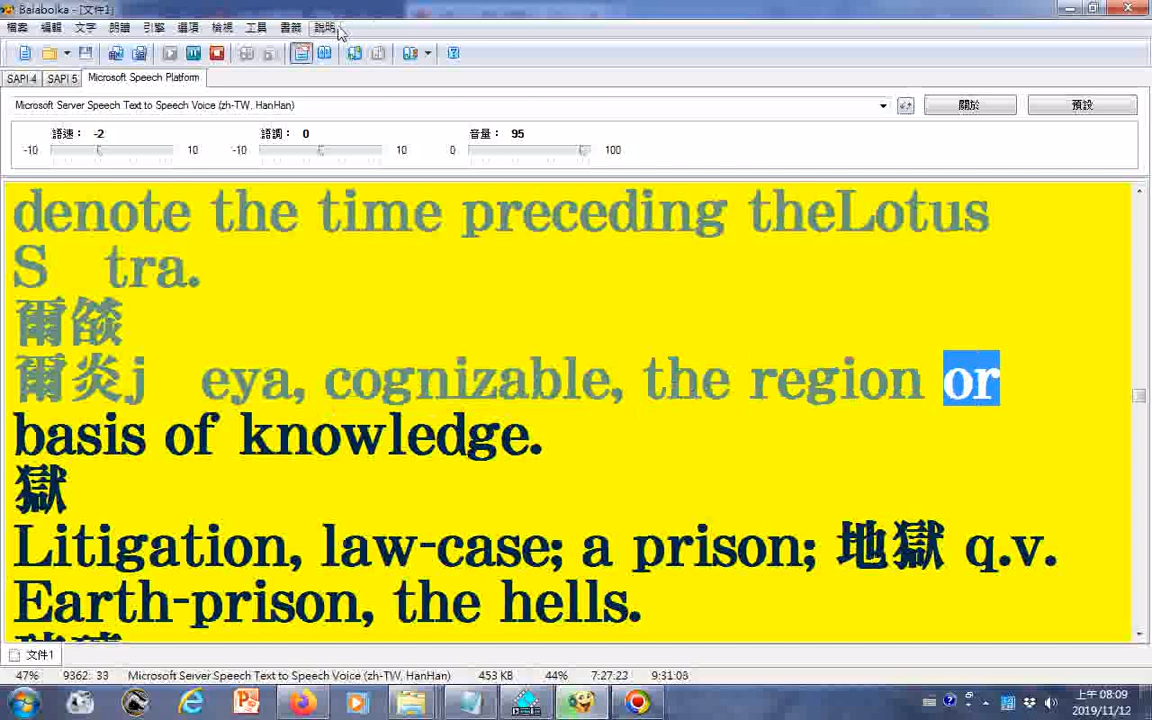 Balabolka - [文件1]
檔案 編輯 文字 朗讀 引擎 選項 檢視 工具 書籤 說明
SAPI 4 SAPI 5 Microsoft Speech Platform
Microsoft Server Speech Text to Speech Voice (zh-TW, HanHan) 關於 預設
語速： -2 語調： 0 音量： 95
-10 10 -10 10 0 100
denote the time preceding theLotus
S tra.
爾燄
爾炎j eya, cognizable, the region or
basis of knowledge.
獄
Litigation, law-case; a prison; 地獄 q.v.
Earth-prison, the hells.
文件1
47% 9362: 33 Microsoft Server Speech Text to Speech Voice (zh-TW, HanHan) 453 KB 44% 7:27:23 9:31:08
上午 08:09
2019/11/12